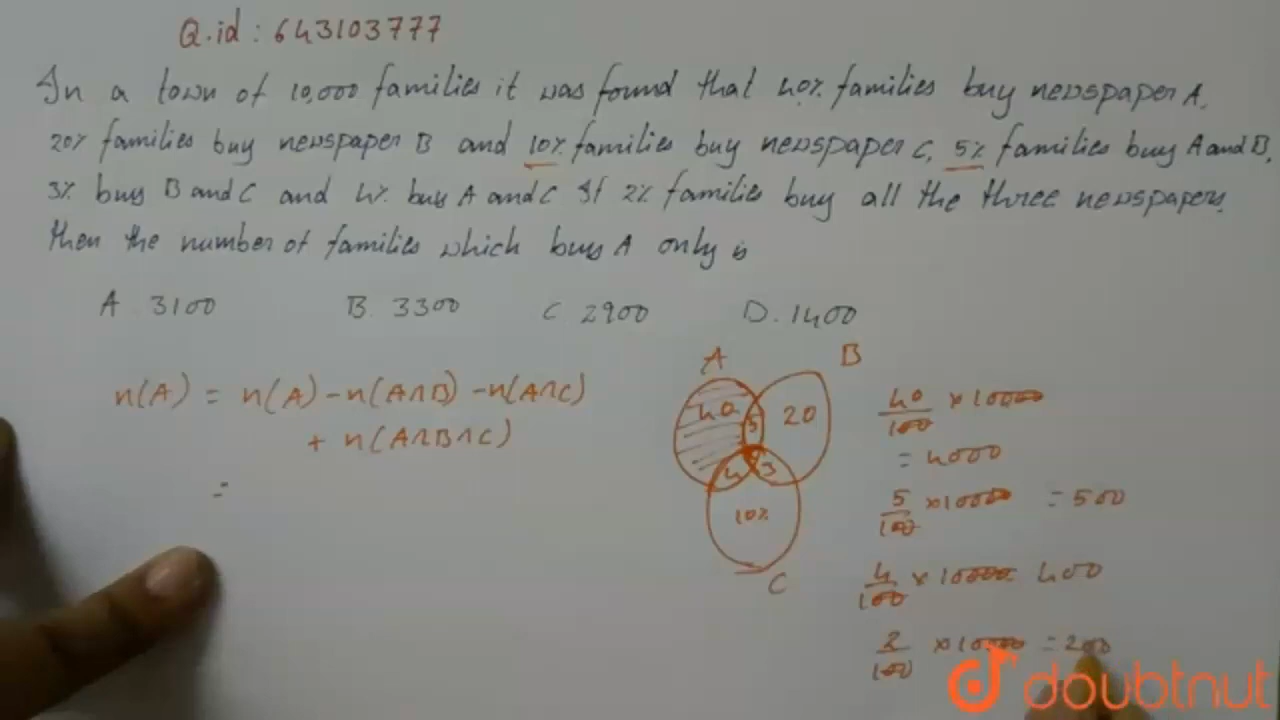 Q.id : 643103777
In a town of 10,000 families it was found that 40% families buy newspaper A,
20% families buy newspaper B and 10% families buy newspaper C, 5% families buy A and B,
3% buy B and C and 4% buy A and C If 2% families buy all the three newspapers,
then the number of families which buys A only is
A. 3100 B. 3300 C. 2900 D. 1400
n(A) = n(A) - n(A∩B) - n(A∩C)
+ n(A∩B∩C)
=
A B
40 5 20
4 3
10%
C
40/100 × 10000
= 4000
5/100 × 10000 = 500
4/100 × 10000 400
2/100 × 10000 = 200
doubtnut